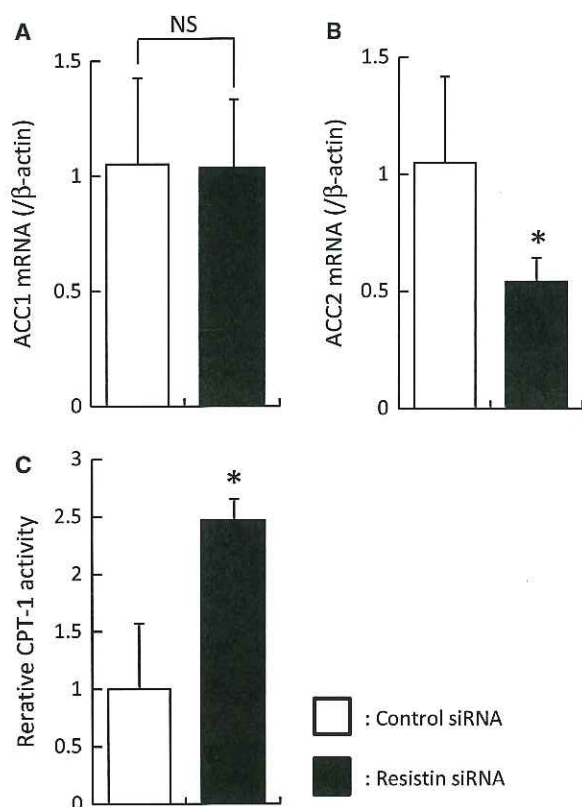 A
NS
1.5
1
0.5
0
ACC1 mRNA (/β-actin)
B
1.5
1
0.5
0
ACC2 mRNA (/β-actin)
*
C
3
2.5
2
1.5
1
0.5
0
Rerative CPT-1 activity
*
: Control siRNA
: Resistin siRNA